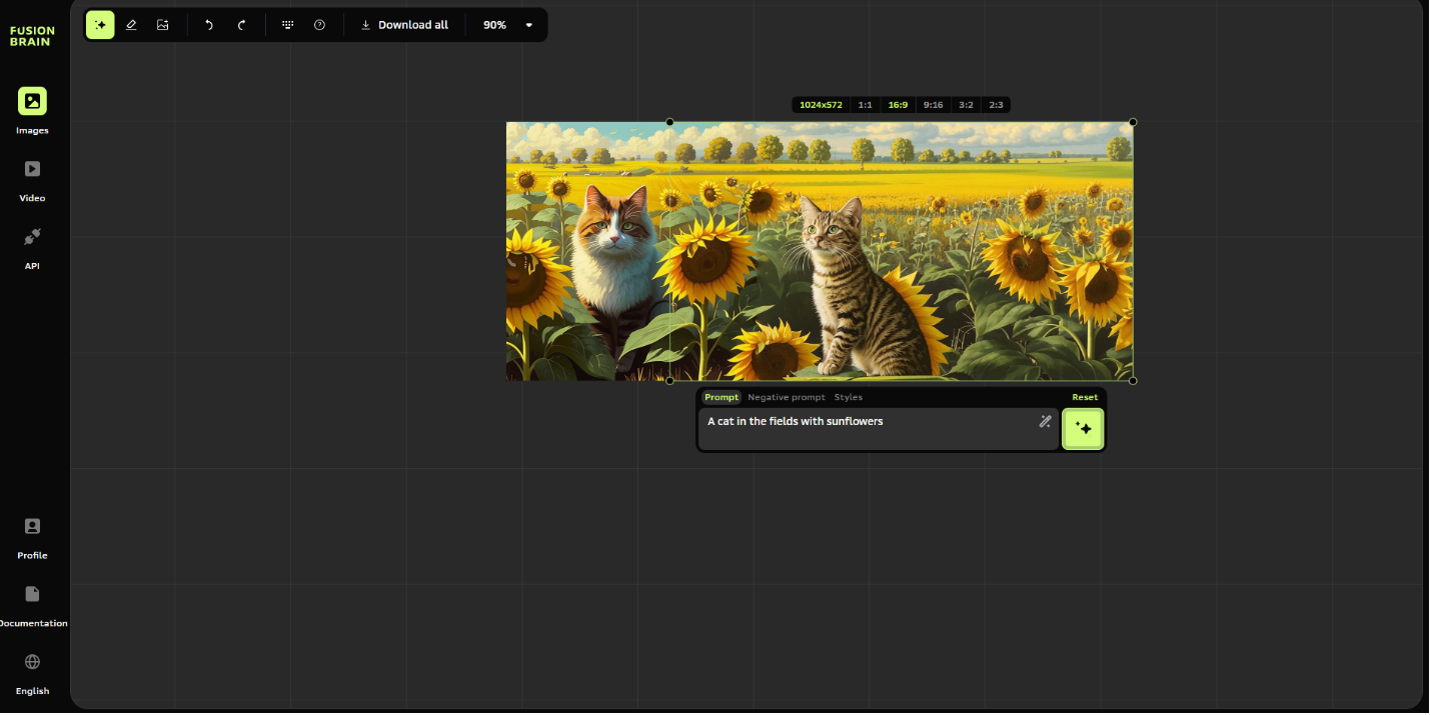 FUSION
BRAIN
Images
Video
API
Profile
Documentation
English
Download all
90%
1024x572 1:1 16:9 9:16 3:2 2:3
Prompt Negative prompt Styles Reset
A cat in the fields with sunflowers